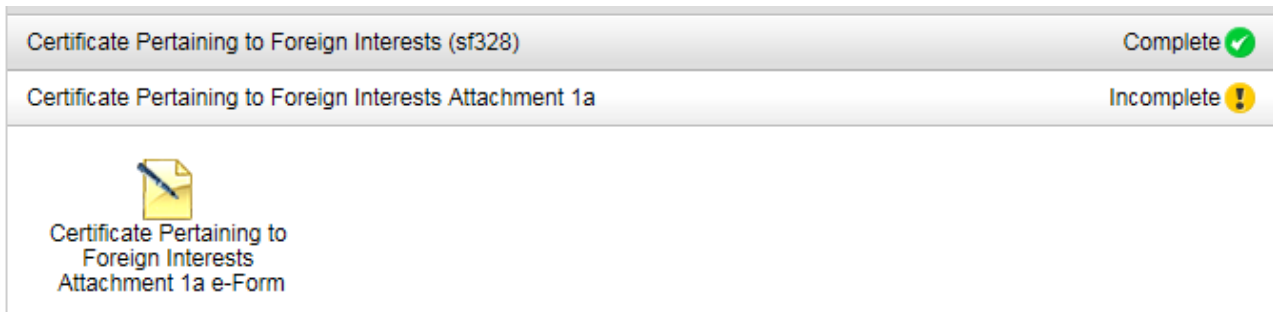 Certificate Pertaining to Foreign Interests (sf328) Complete
Certificate Pertaining to Foreign Interests Attachment 1a Incomplete
Certificate Pertaining to
Foreign Interests
Attachment 1a e-Form